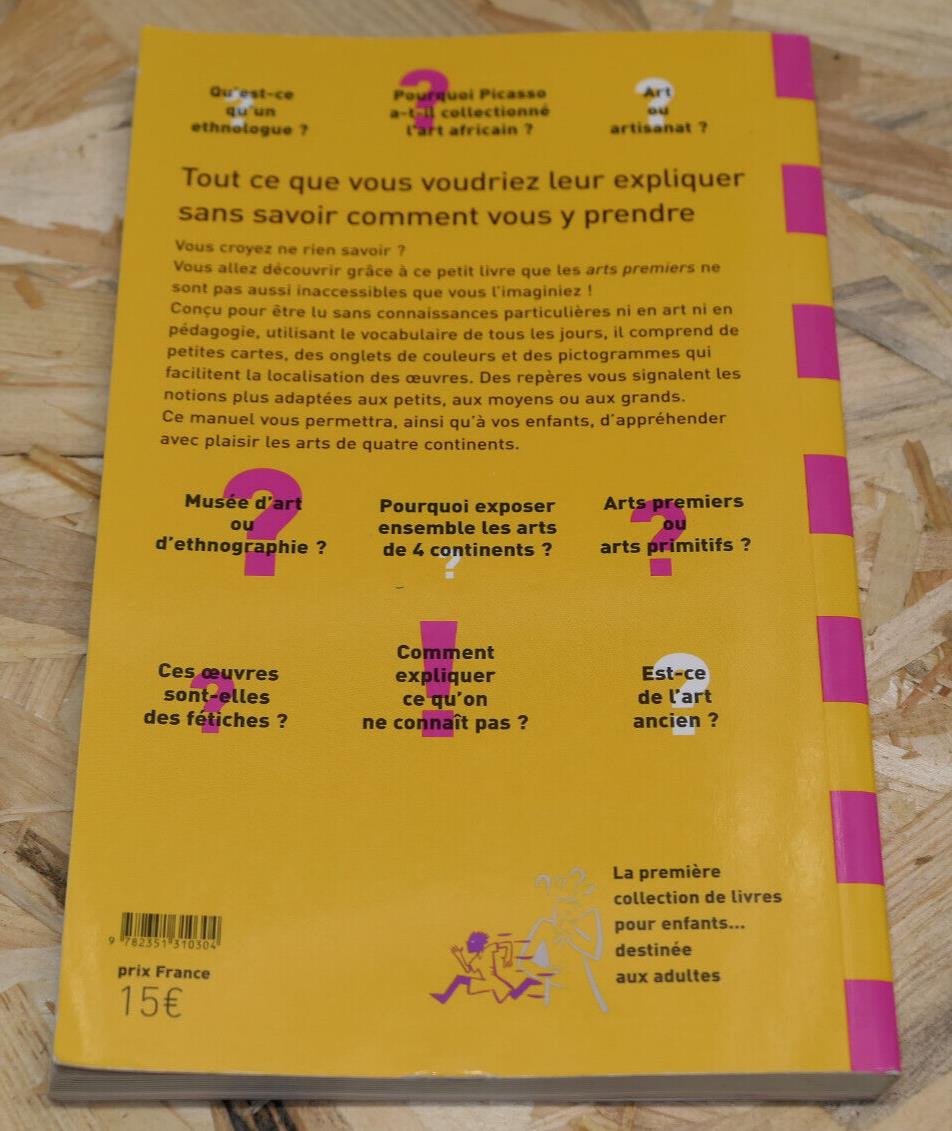 Qu'est-ce
qu'un
ethnologue ?
Pourquoi Picasso
a-t-il collectionné
l'art africain ?
Art
ou
artisanat ?
Tout ce que vous voudriez leur expliquer
sans savoir comment vous y prendre
Vous croyez ne rien savoir ?
Vous allez découvrir grâce à ce petit livre que les arts premiers ne
sont pas aussi inaccessibles que vous l'imaginiez !
Conçu pour être lu sans connaissances particulières ni en art ni en
pédagogie, utilisant le vocabulaire de tous les jours, il comprend de
petites cartes, des onglets de couleurs et des pictogrammes qui
facilitent la localisation des œuvres. Des repères vous signalent les
notions plus adaptées aux petits, aux moyens ou aux grands.
Ce manuel vous permettra, ainsi qu'à vos enfants, d'appréhender
avec plaisir les arts de quatre continents.
Musée d'art
ou
d'ethnographie ?
Pourquoi exposer
ensemble les arts
de 4 continents ?
Arts premiers
ou
arts primitifs ?
Ces œuvres
sont-elles
des fétiches ?
Comment
expliquer
ce qu'on
ne connaît pas ?
Est-ce
de l'art
ancien ?
La première
collection de livres
pour enfants...
destinée
aux adultes
9 782351 310304
prix France
15€